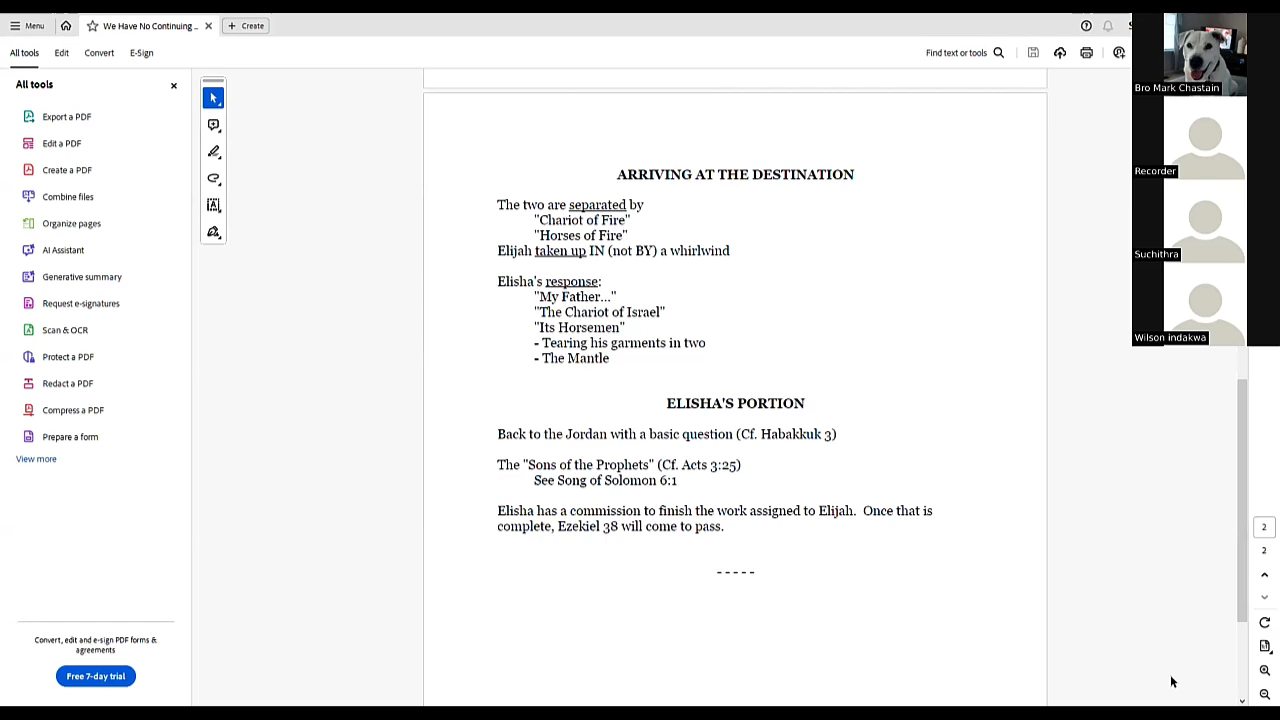 Menu
We Have No Continuing ...
Create
All tools
Edit
Convert
E-Sign
Find text or tools
All tools
Export a PDF
Edit a PDF
Create a PDF
Combine files
Organize pages
AI Assistant
Generative summary
Request e-signatures
Scan & OCR
Protect a PDF
Redact a PDF
Compress a PDF
Prepare a form
View more
Convert, edit and e-sign PDF forms &
agreements
Free 7-day trial
ARRIVING AT THE DESTINATION
The two are separated by
"Chariot of Fire"
"Horses of Fire"
Elijah taken up IN (not BY) a whirlwind
Elisha's response:
"My Father..."
"The Chariot of Israel"
"Its Horsemen"
- Tearing his garments in two
- The Mantle
ELISHA'S PORTION
Back to the Jordan with a basic question (Cf. Habakkuk 3)
The "Sons of the Prophets" (Cf. Acts 3:25)
See Song of Solomon 6:1
Elisha has a commission to finish the work assigned to Elijah.  Once that is
complete, Ezekiel 38 will come to pass.
- - - - -
Bro Mark Chastain
Recorder
Suchithra
Wilson indakwa
2
2